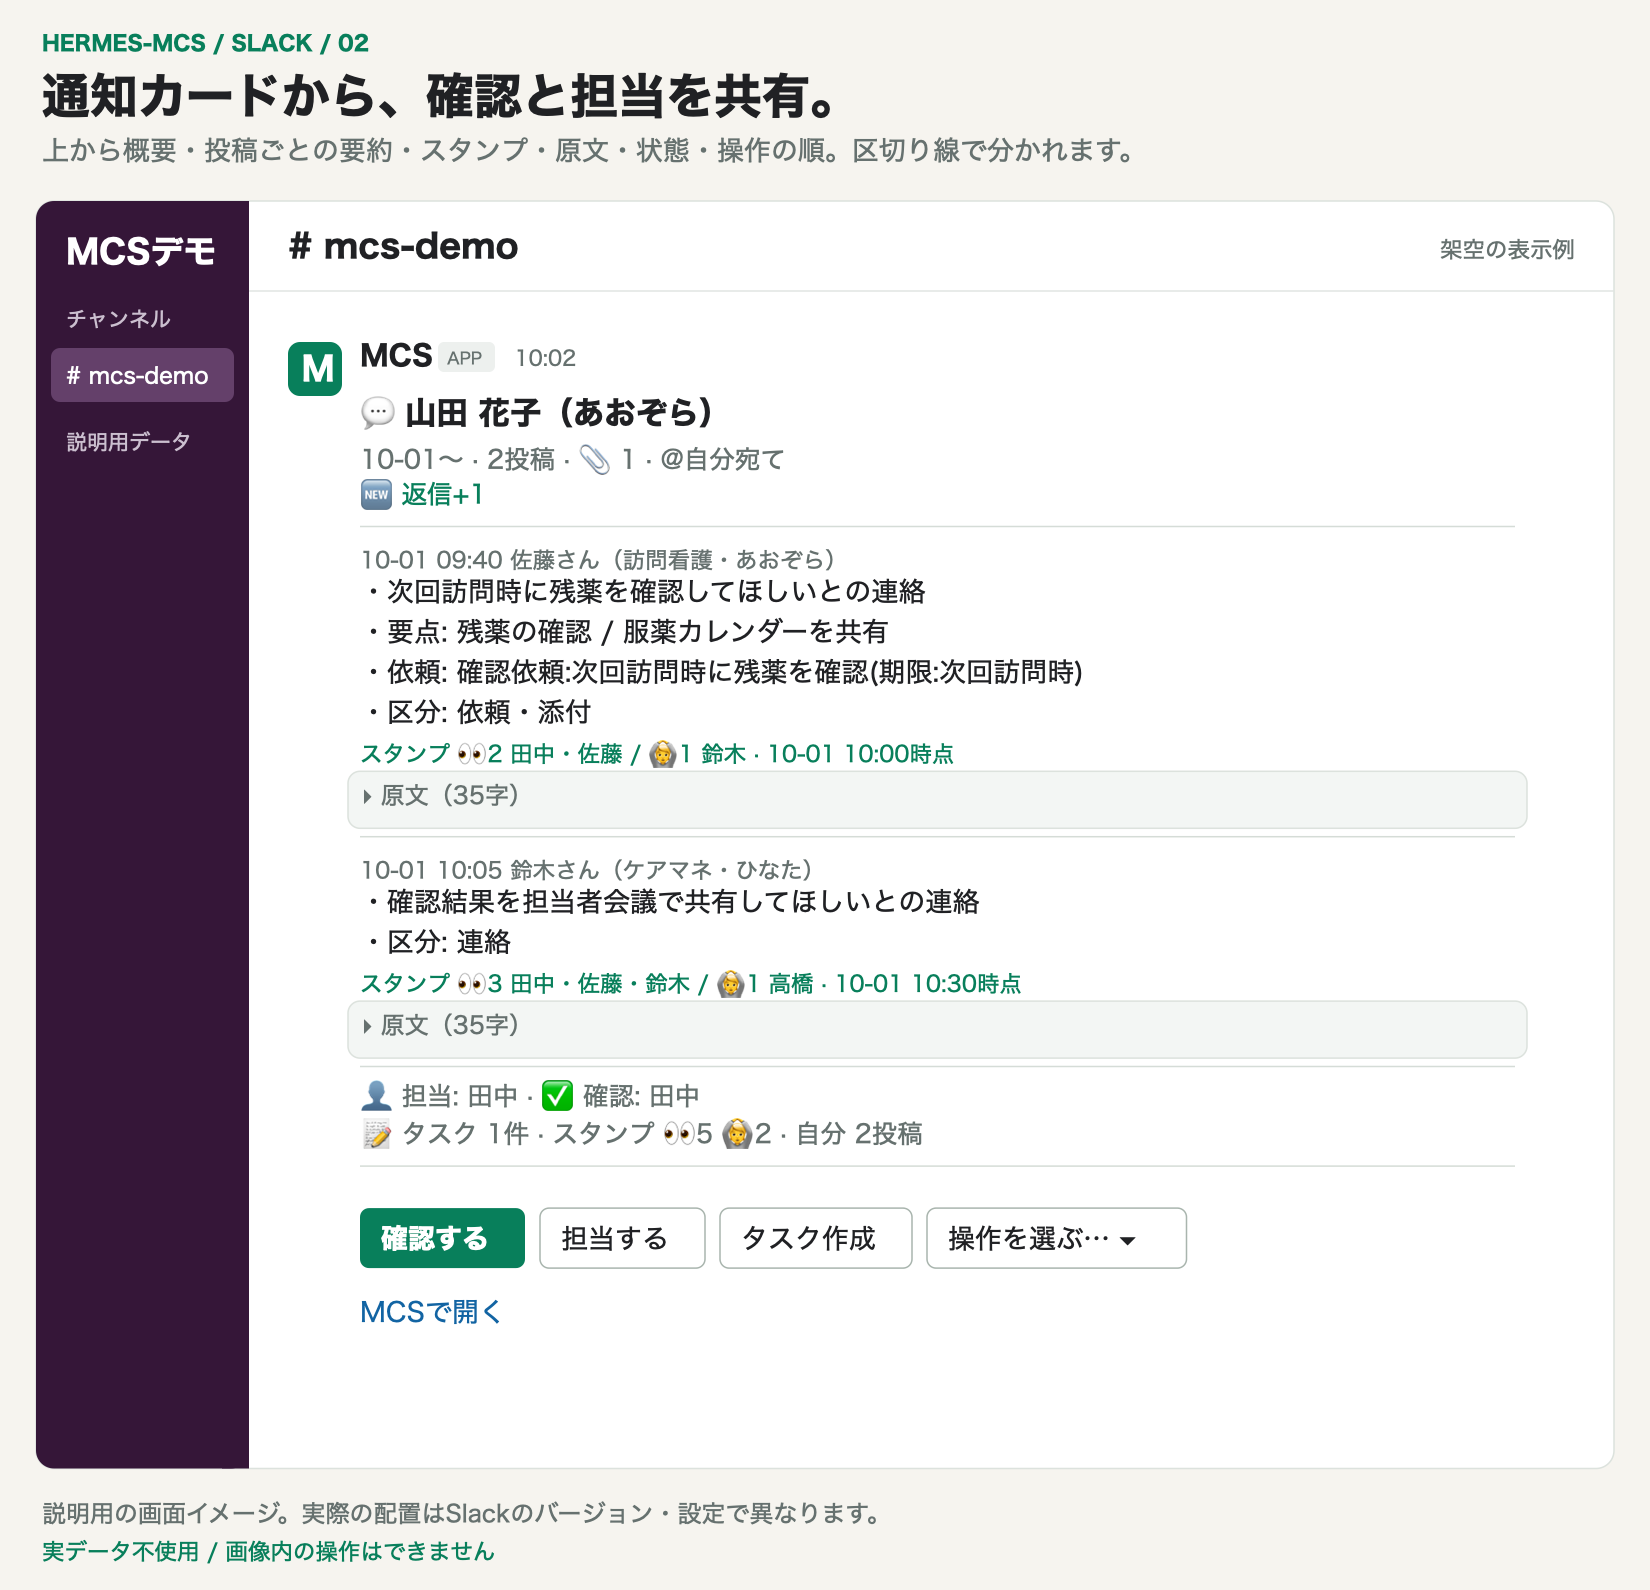 HERMES-MCS / SLACK / 02
通知カードから、確認と担当を共有。
上から概要・投稿ごとの要約・スタンプ・原文・状態・操作の順。区切り線で分かれます。
MCSデモ
チャンネル
# mcs-demo
説明用データ
# mcs-demo
架空の表示例
M
MCS APP 10:02
💬 山田 花子（あおぞら）
10-01〜 · 2投稿 · 📎 1 · @自分宛て
🆕 返信+1
10-01 09:40 佐藤さん（訪問看護・あおぞら）
・次回訪問時に残薬を確認してほしいとの連絡
・要点: 残薬の確認 / 服薬カレンダーを共有
・依頼: 確認依頼:次回訪問時に残薬を確認(期限:次回訪問時)
・区分: 依頼・添付
スタンプ 👀2 田中・佐藤 / 🙆1 鈴木 · 10-01 10:00時点
原文（35字）
10-01 10:05 鈴木さん（ケアマネ・ひなた）
・確認結果を担当者会議で共有してほしいとの連絡
・区分: 連絡
スタンプ 👀3 田中・佐藤・鈴木 / 🙆1 高橋 · 10-01 10:30時点
原文（35字）
👤 担当: 田中 · ✅ 確認: 田中
📝 タスク 1件 · スタンプ 👀5 🙆2 · 自分 2投稿
確認する
担当する
タスク作成
操作を選ぶ…
MCSで開く
説明用の画面イメージ。実際の配置はSlackのバージョン・設定で異なります。
実データ不使用 / 画像内の操作はできません